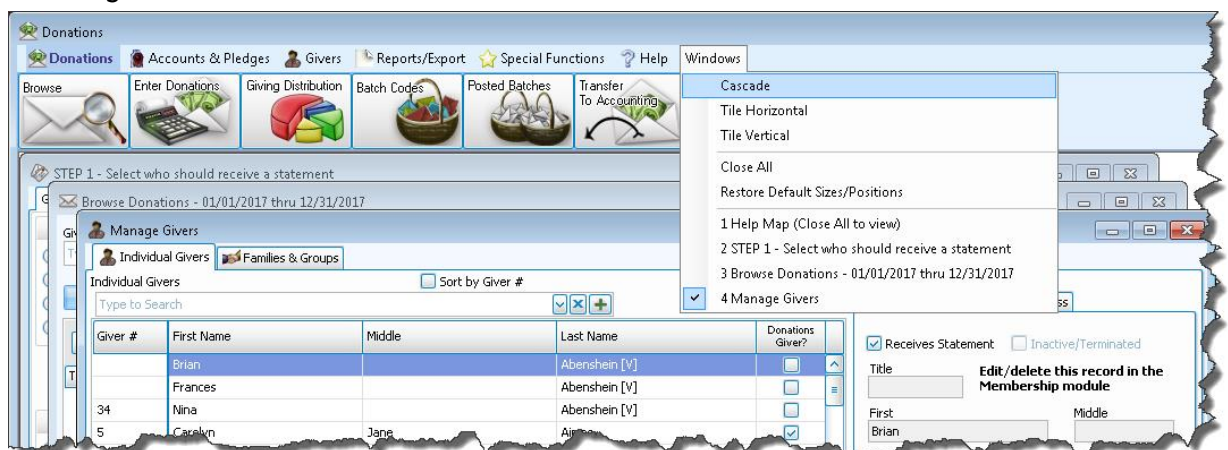 Donations
Donations Accounts & Pledges Givers Reports/Export Special Functions Help Windows
Browse Enter Donations Giving Distribution Batch Codes Posted Batches Transfer To Accounting
Cascade
Tile Horizontal
Tile Vertical
Close All
Restore Default Sizes/Positions
1 Help Map (Close All to view)
2 STEP 1 - Select who should receive a statement
3 Browse Donations - 01/01/2017 thru 12/31/2017
4 Manage Givers
STEP 1 - Select who should receive a statement
Browse Donations - 01/01/2017 thru 12/31/2017
Manage Givers
Individual Givers Families & Groups
Individual Givers Sort by Giver #
Type to Search
Giver # First Name Middle Last Name Donations Giver?
Brian Abenshein [V]
Frances Abenshein [V]
34 Nina Abenshein [V]
5 Carolyn Jane
Receives Statement Inactive/Terminated
Title Edit/delete this record in the
Membership module
First Middle
Brian